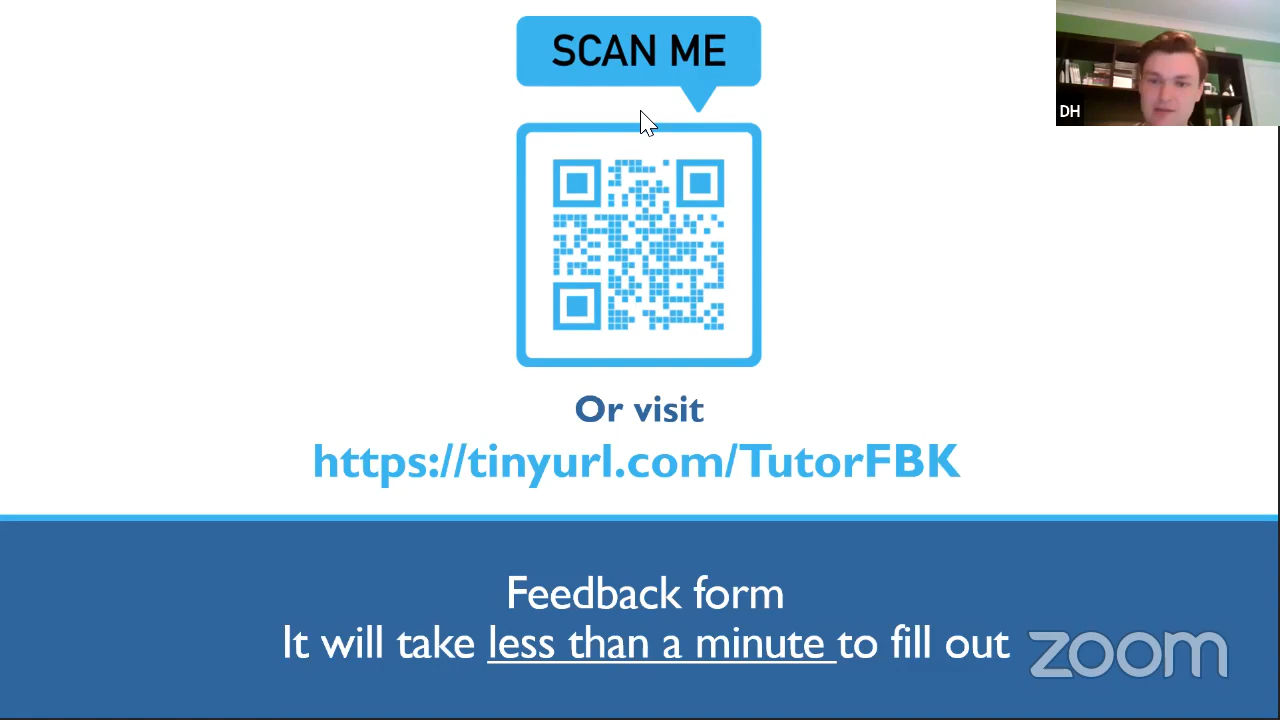 SCAN ME
DH
Or visit
https://tinyurl.com/TutorFBK
Feedback form
It will take less than a minute to fill out
zoom